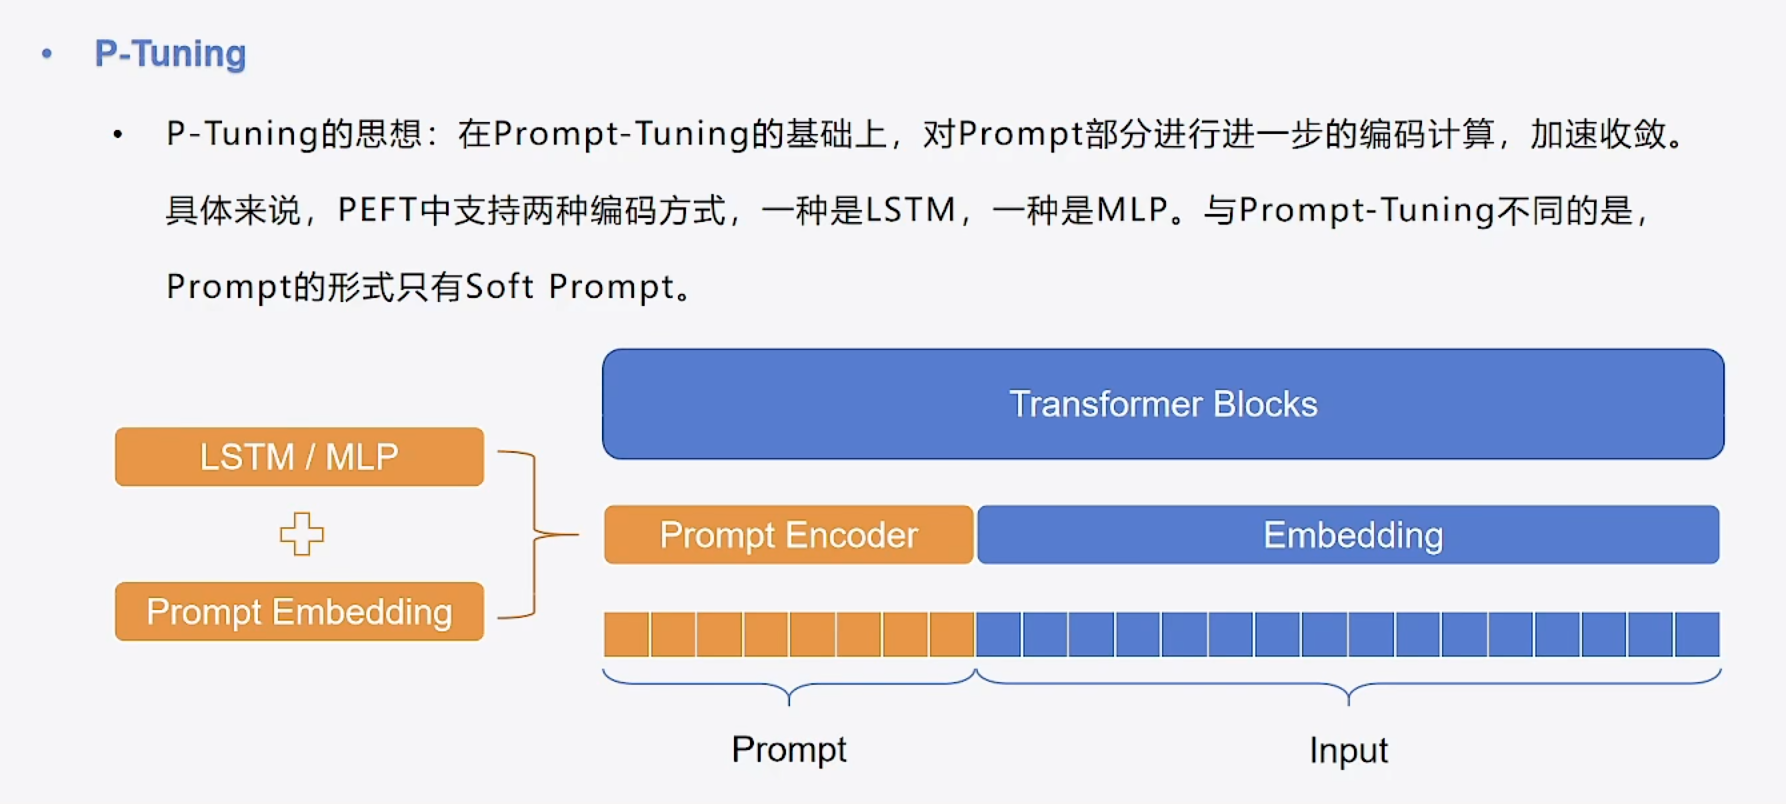 P-Tuning
P-Tuning的思想：在Prompt-Tuning的基础上，对Prompt部分进行进一步的编码计算，加速收敛。
具体来说，PEFT中支持两种编码方式，一种是LSTM，一种是MLP。与Prompt-Tuning不同的是，
Prompt的形式只有Soft Prompt。
Transformer Blocks
LSTM / MLP
Prompt Encoder
Embedding
Prompt Embedding
Prompt
Input